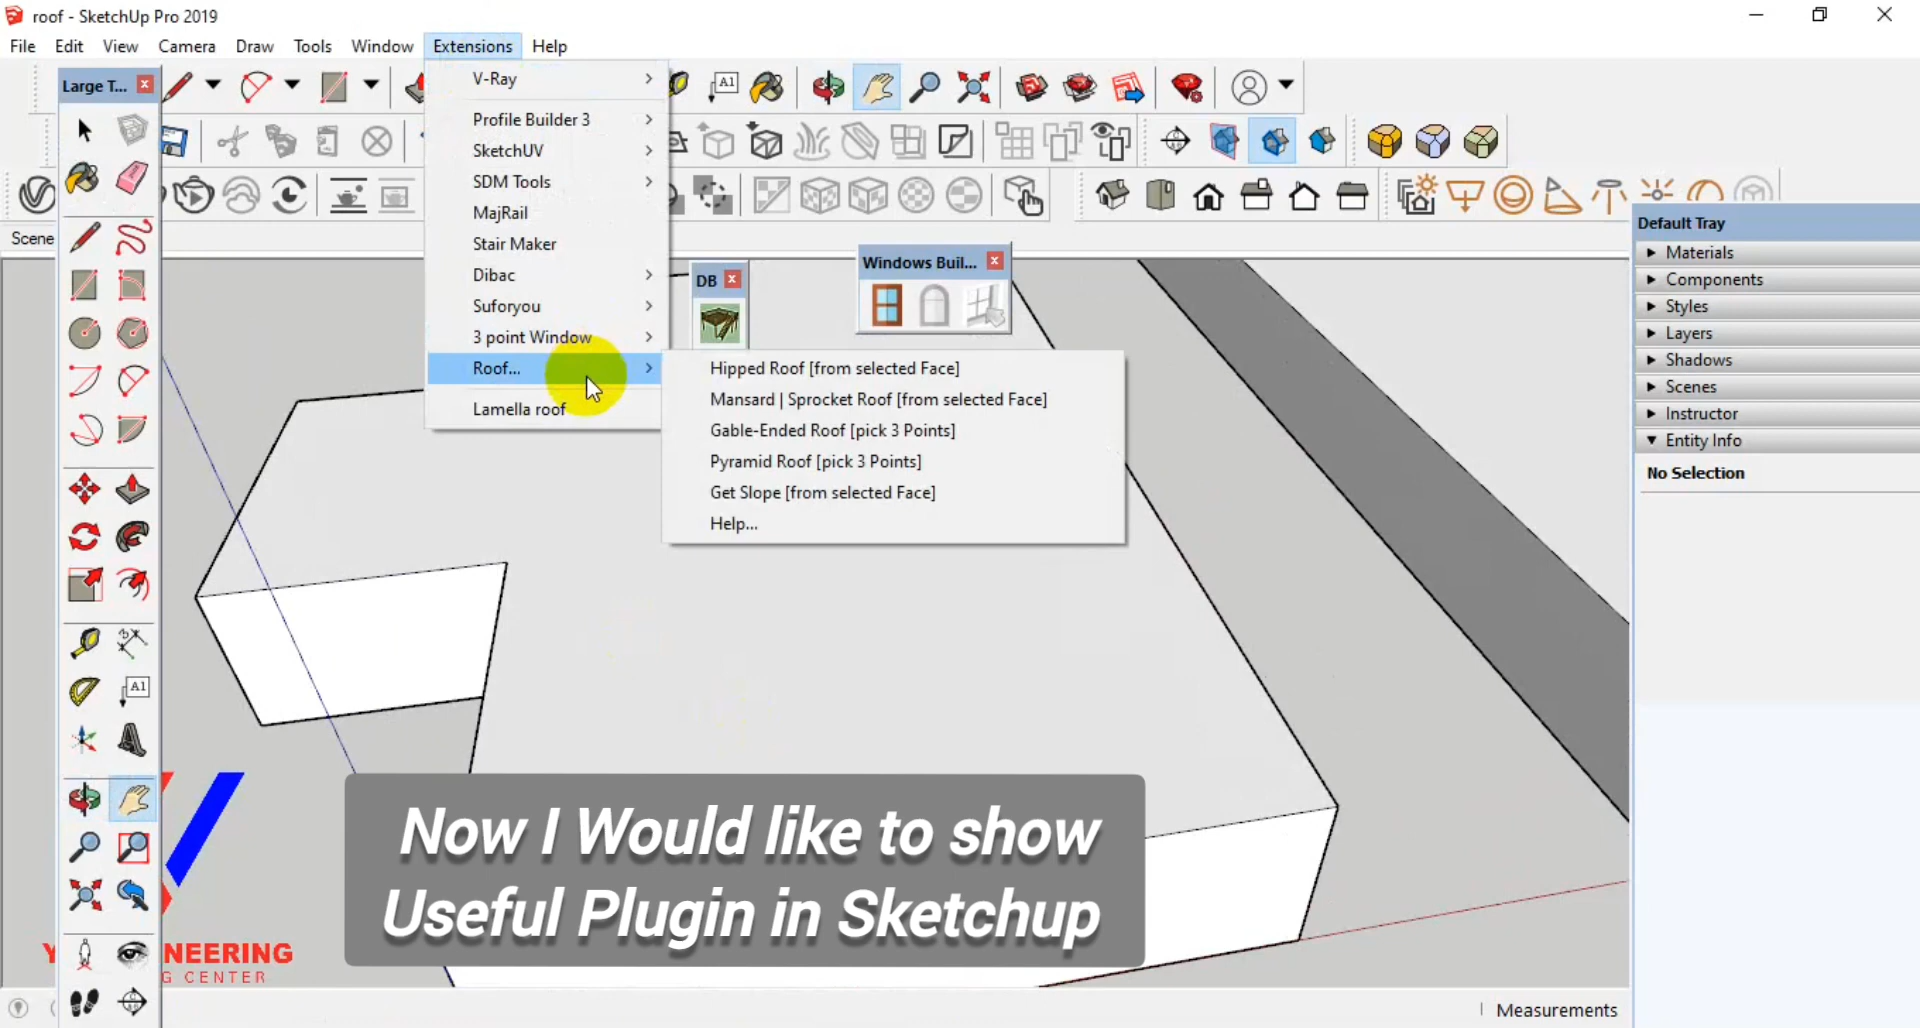 roof - SketchUp Pro 2019
File Edit View Camera Draw Tools Window Extensions Help
Large T...
A1
Scene
V-Ray
Profile Builder 3
SketchUV
SDM Tools
MajRail
Stair Maker
Dibac
Suforyou
3 point Window
Roof...
Lamella roof
Hipped Roof [from selected Face]
Mansard | Sprocket Roof [from selected Face]
Gable-Ended Roof [pick 3 Points]
Pyramid Roof [pick 3 Points]
Get Slope [from selected Face]
Help...
DB
Windows Buil...
Default Tray
Materials
Components
Styles
Layers
Shadows
Scenes
Instructor
Entity Info
No Selection
A1
Now I Would like to show
Useful Plugin in Sketchup
NEERING
G CENTER
Measurements